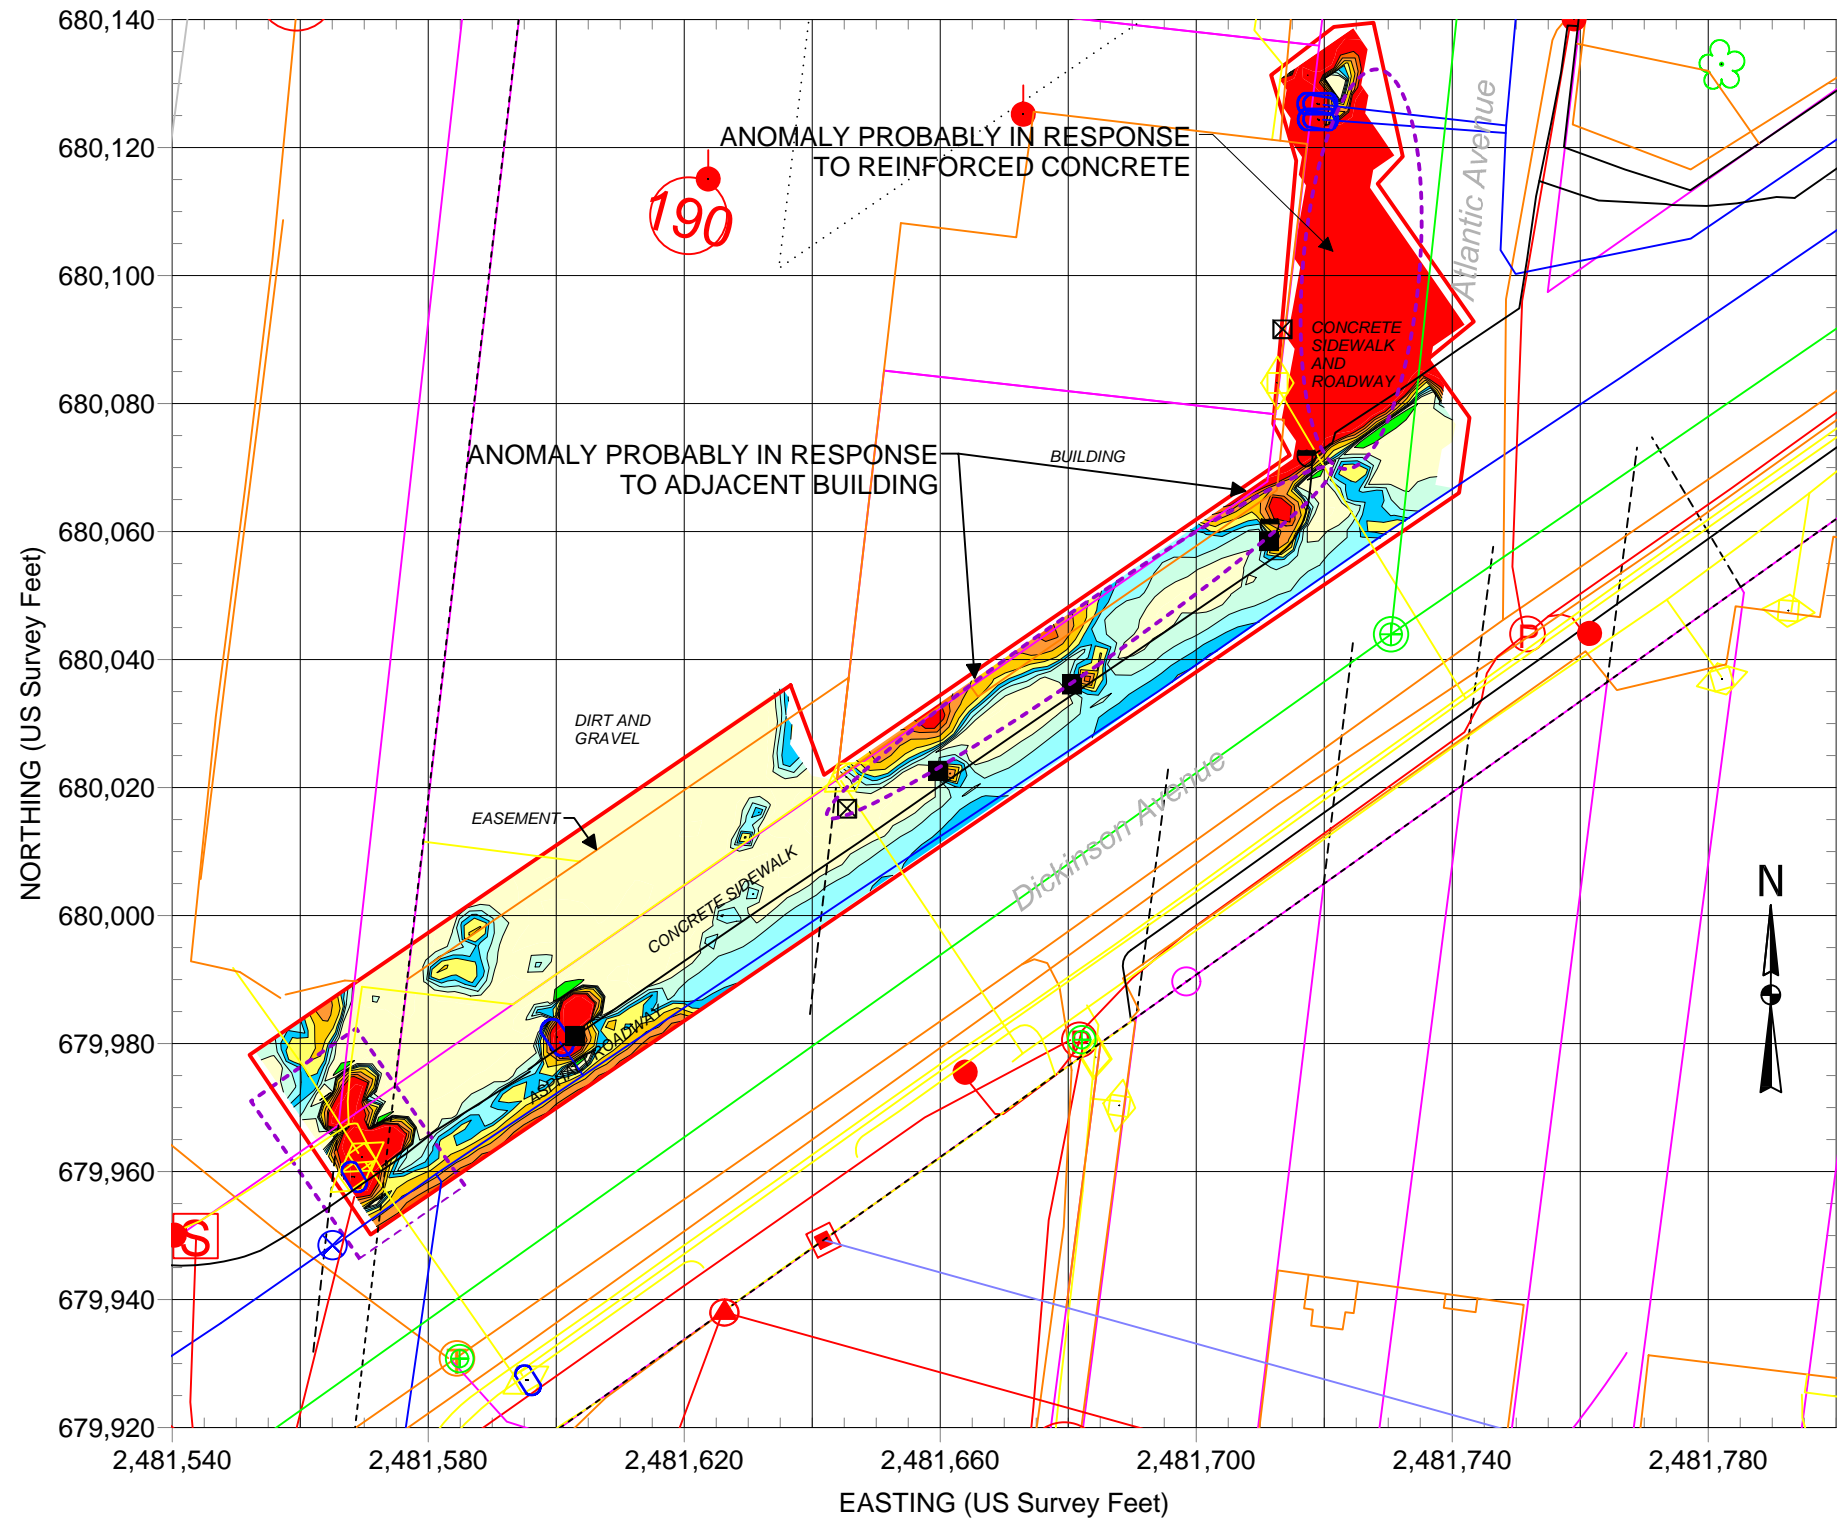 680,140
680,120
680,100
680,080
680,060
680,040
680,020
680,000
679,980
679,960
679,940
679,920
NORTHING (US Survey Feet)
2,481,540
2,481,580
2,481,620
2,481,660
2,481,700
2,481,740
2,481,780
EASTING (US Survey Feet)
ANOMALY PROBABLY IN RESPONSE
TO REINFORCED CONCRETE
190
Atlantic Avenue
CONCRETE
SIDEWALK
AND
ROADWAY
ANOMALY PROBABLY IN RESPONSE
TO ADJACENT BUILDING
BUILDING
DIRT AND
GRAVEL
EASEMENT
CONCRETE SIDEWALK
ASPHALT ROADWAY
Dickinson Avenue
P
S
N